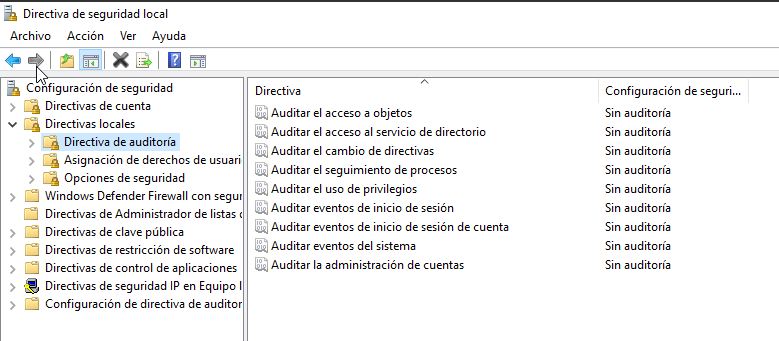 Directiva de seguridad local
Archivo Acción Ver Ayuda
Configuración de seguridad
Directivas de cuenta
Directivas locales
Directiva de auditoría
Asignación de derechos de usuari
Opciones de seguridad
Windows Defender Firewall con segur
Directivas de Administrador de listas d
Directivas de clave pública
Directivas de restricción de software
Directivas de control de aplicaciones
Directivas de seguridad IP en Equipo l
Configuración de directiva de auditor
Directiva Configuración de seguri...
Auditar el acceso a objetos Sin auditoría
Auditar el acceso al servicio de directorio Sin auditoría
Auditar el cambio de directivas Sin auditoría
Auditar el seguimiento de procesos Sin auditoría
Auditar el uso de privilegios Sin auditoría
Auditar eventos de inicio de sesión Sin auditoría
Auditar eventos de inicio de sesión de cuenta Sin auditoría
Auditar eventos del sistema Sin auditoría
Auditar la administración de cuentas Sin auditoría